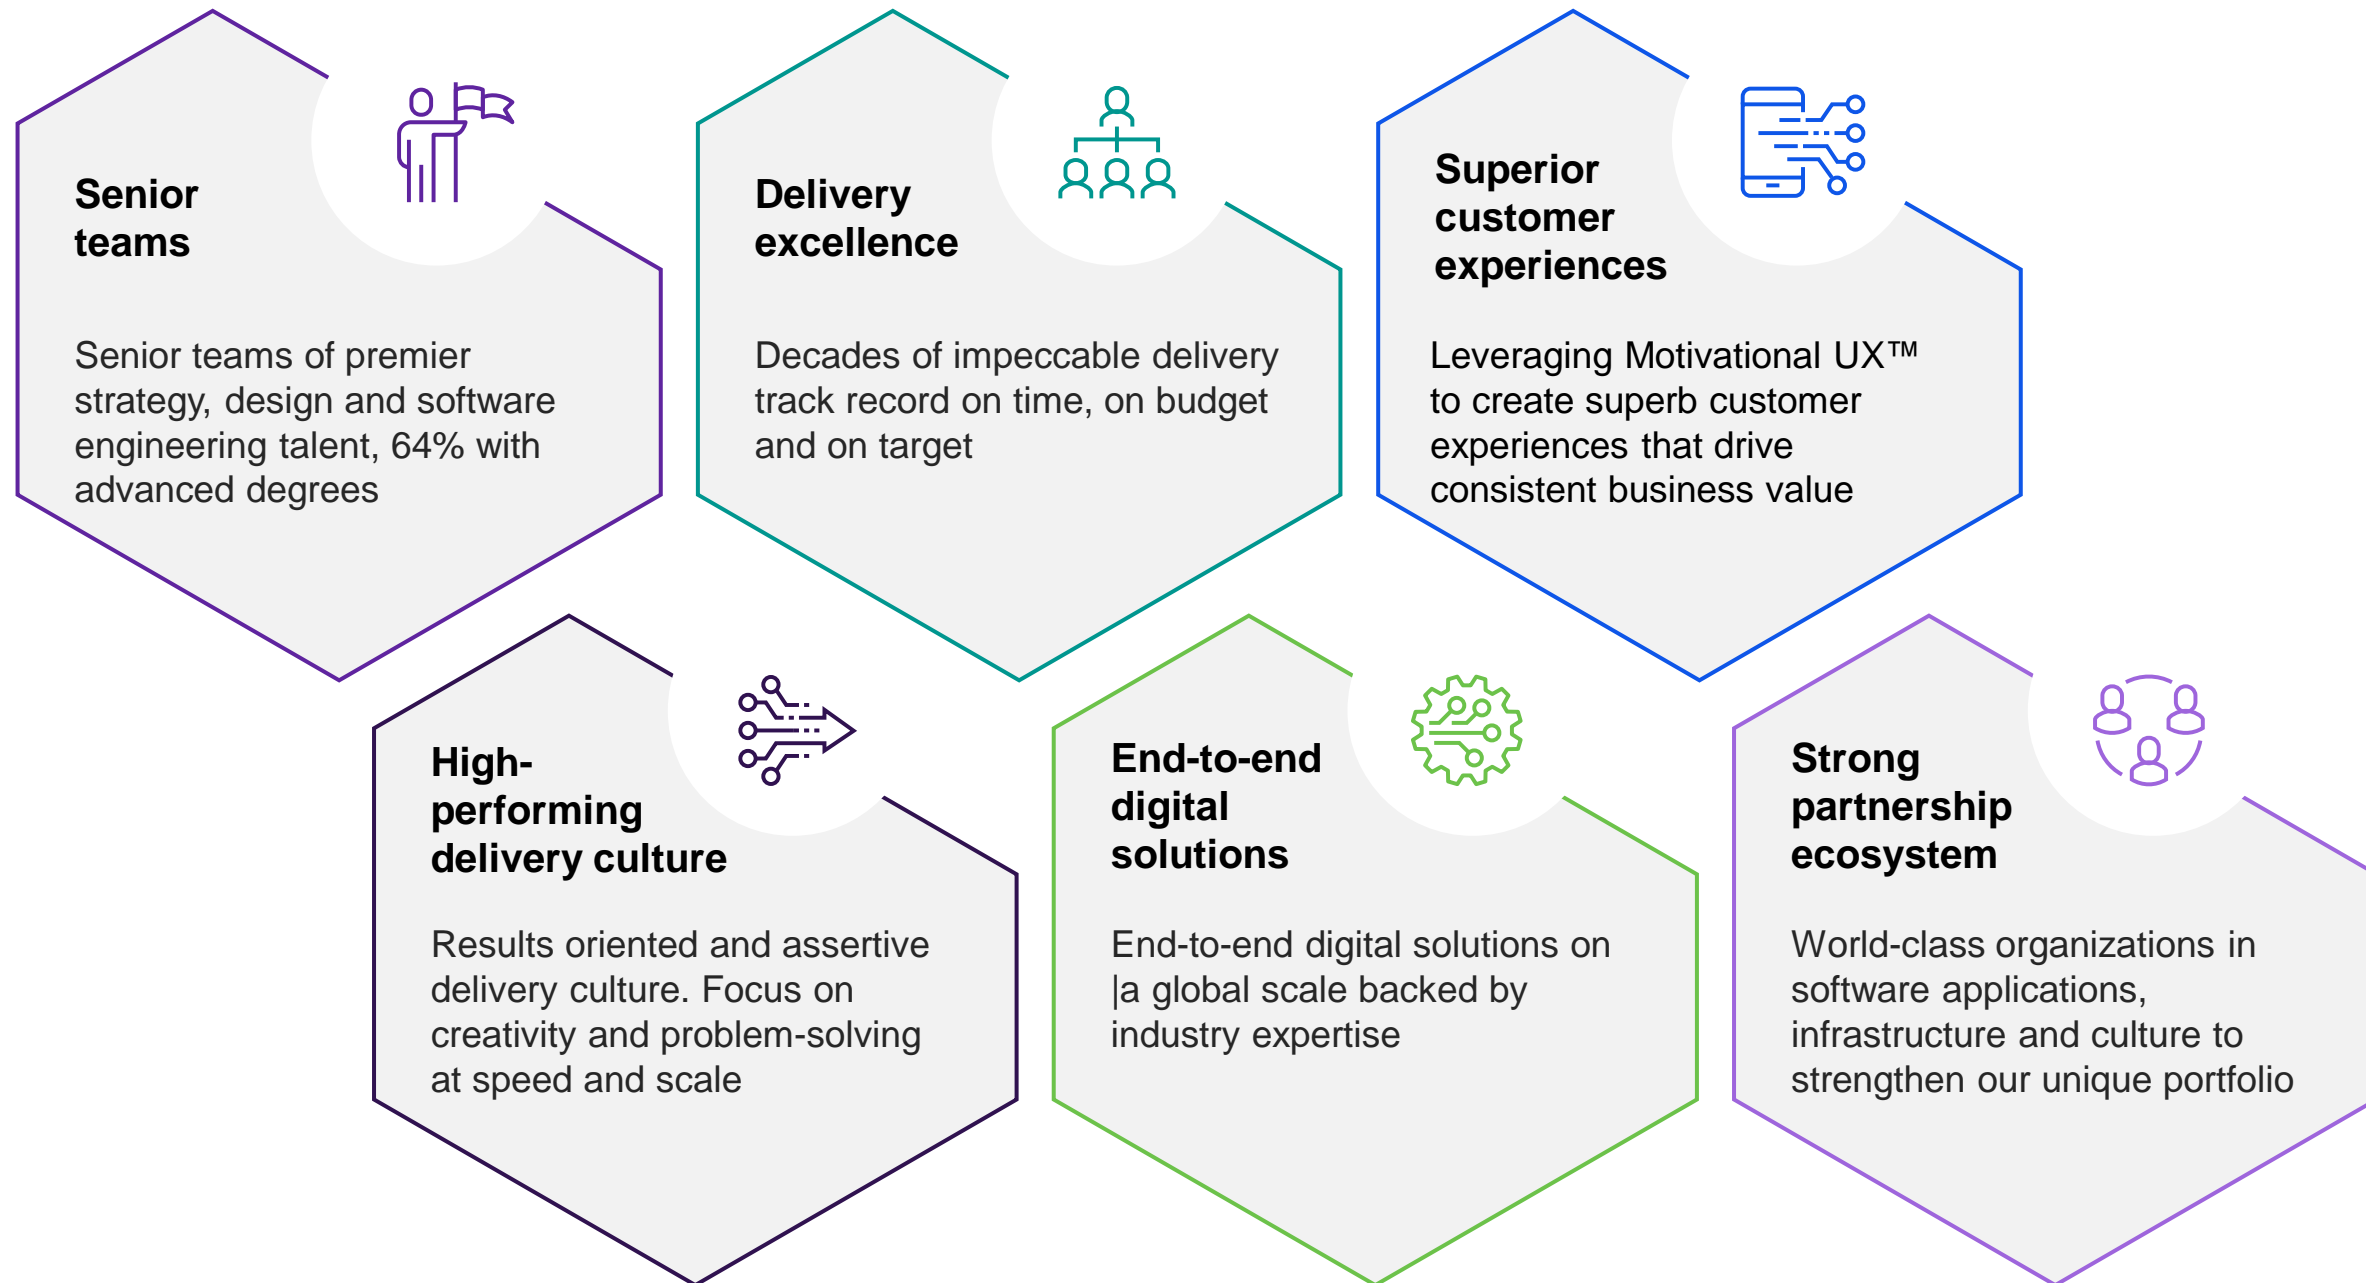 Senior
teams
Senior teams of premier
strategy, design and software
engineering talent, 64% with
advanced degrees
Delivery
excellence
Decades of impeccable delivery
track record on time, on budget
and on target
Superior
customer
experiences
Leveraging Motivational UX™
to create superb customer
experiences that drive
consistent business value
High-
performing
delivery culture
Results oriented and assertive
delivery culture. Focus on
creativity and problem-solving
at speed and scale
End-to-end
digital
solutions
End-to-end digital solutions on
|a global scale backed by
industry expertise
Strong
partnership
ecosystem
World-class organizations in
software applications,
infrastructure and culture to
strengthen our unique portfolio